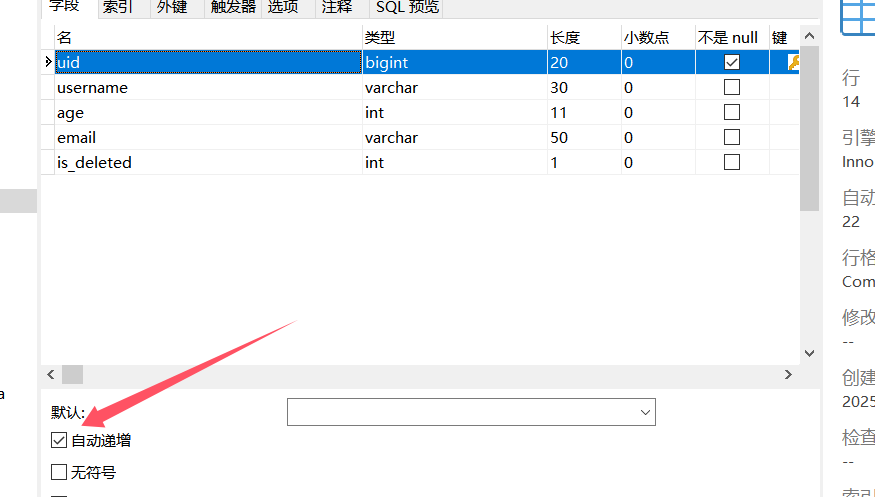 字段 索引 外键 触发器 选项 注释 SQL 预览
名 类型 长度 小数点 不是 null 键
uid bigint 20 0
username varchar 30 0
age int 11 0
email varchar 50 0
is_deleted int 1 0
默认:
自动递增
无符号
a
行
14
引擎
Inno
自动
22
行格
Com
修改
--
创建
2025
检查
--
索引